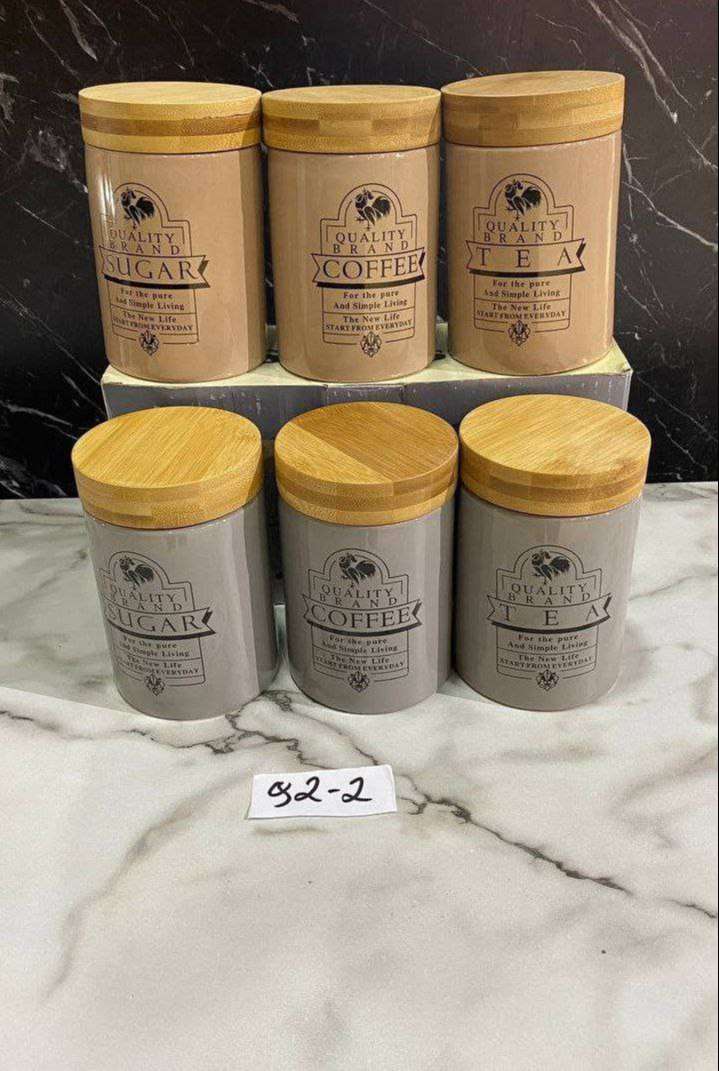 QUALITY
BRAND
SUGAR
For the pure
And Simple Living
The New Life
START FROM EVERYDAY
QUALITY
BRAND
COFFEE
For the pure
And Simple Living
The New Life
START FROM EVERYDAY
QUALITY
BRAND
TEA
For the pure
And Simple Living
The New Life
START FROM EVERYDAY
QUALITY
BRAND
SUGAR
For the pure
And Simple Living
The New Life
START FROM EVERYDAY
QUALITY
BRAND
COFFEE
For the pure
And Simple Living
The New Life
START FROM EVERYDAY
QUALITY
BRAND
TEA
For the pure
And Simple Living
The New Life
START FROM EVERYDAY
92-2